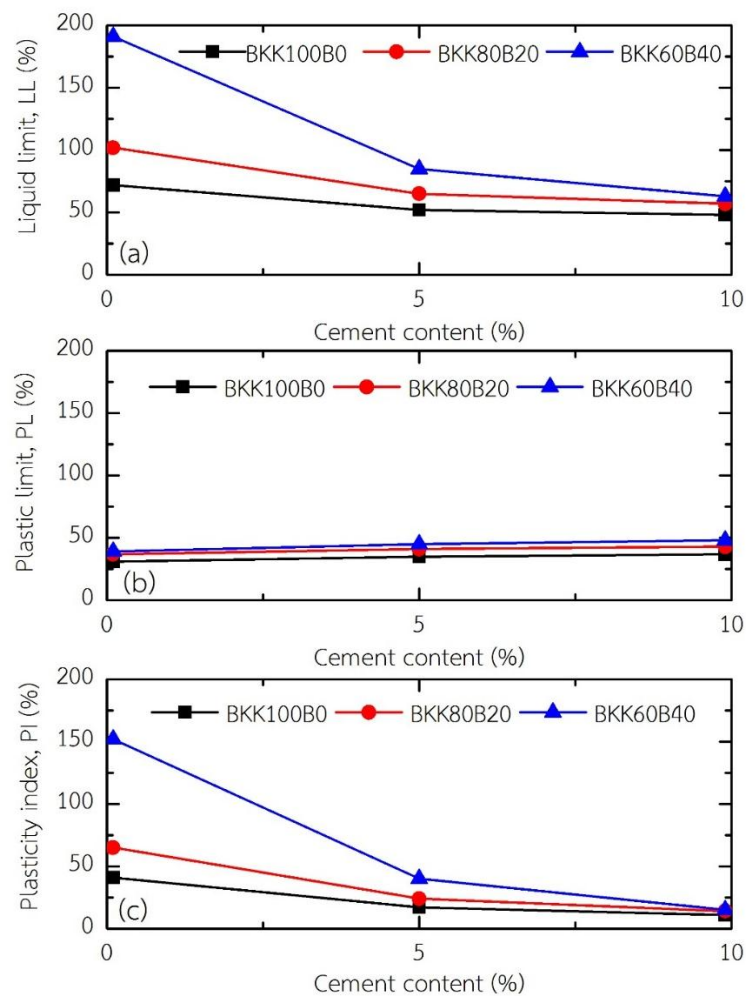 200
BKK100B0 BKK80B20 BKK60B40
150
100
50
0
Liquid limit, LL (%)
(a)
0 5 10
Cement content (%)
200
BKK100B0 BKK80B20 BKK60B40
150
100
50
0
Plastic limit, PL (%)
(b)
0 5 10
Cement content (%)
200
BKK100B0 BKK80B20 BKK60B40
150
100
50
0
Plasticity index, PI (%)
(c)
0 5 10
Cement content (%)